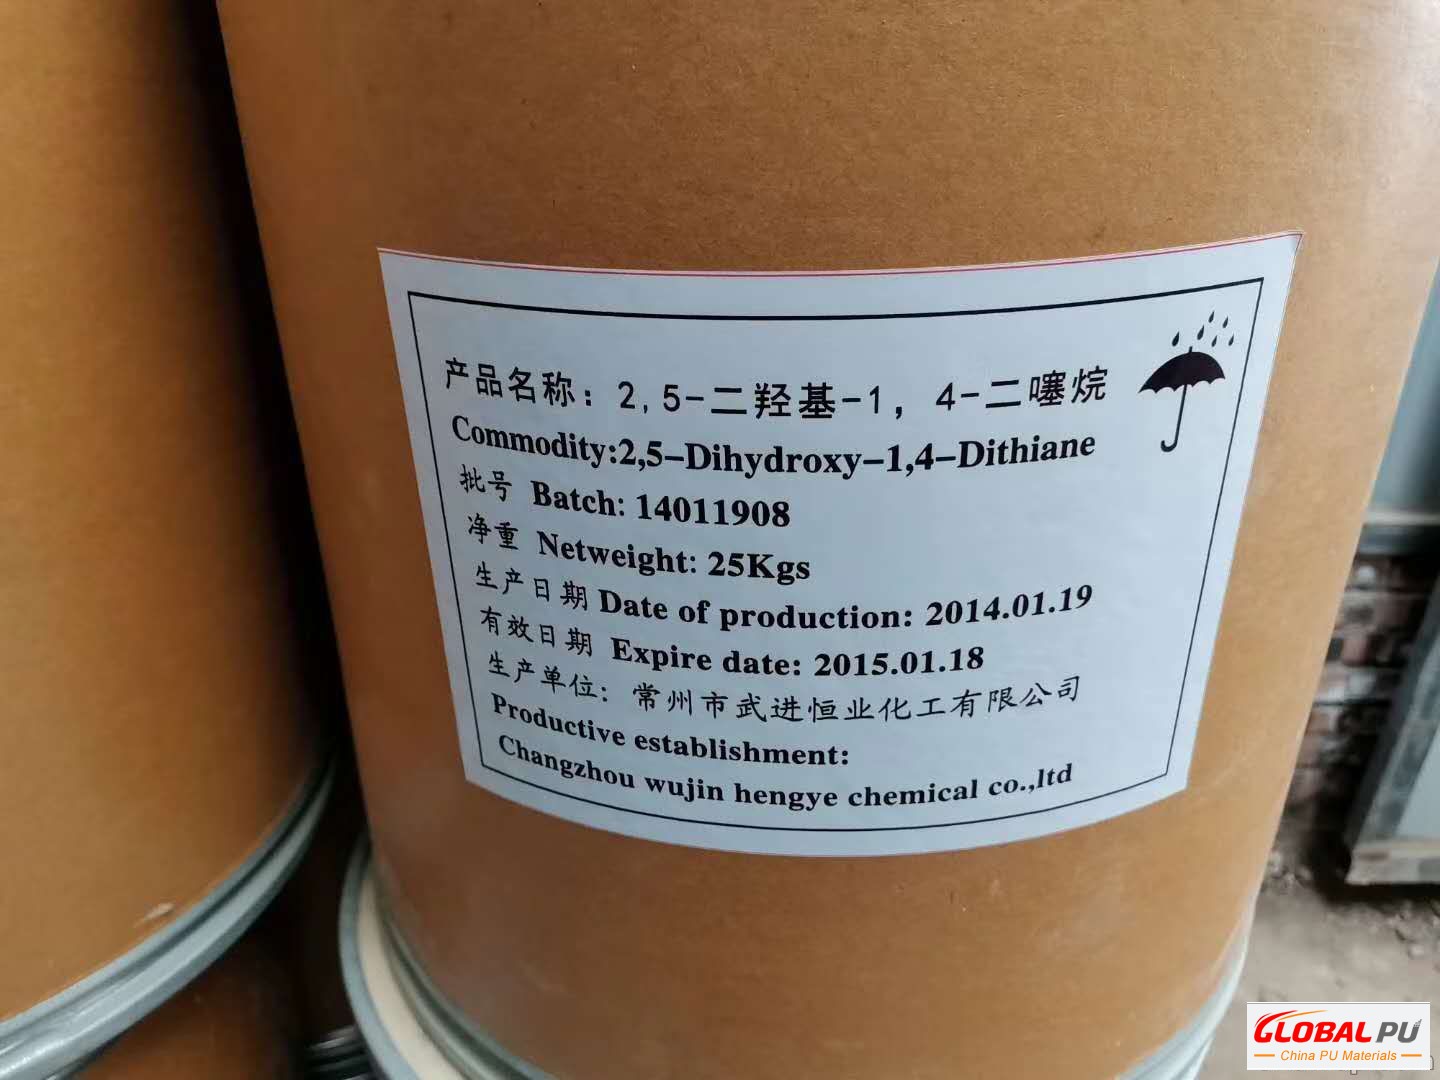 产品名称：2,5-二羟基-1，4-二噻烷
Commodity:2,5-Dihydroxy-1,4-Dithiane
批号 Batch: 14011908
净重 Netweight: 25Kgs
生产日期 Date of production: 2014.01.19
有效日期 Expire date: 2015.01.18
生产单位：常州市武进恒业化工有限公司
Productive establishment:
Changzhou wujin hengye chemical co.,ltd
GLOBAL PU
China PU Materials